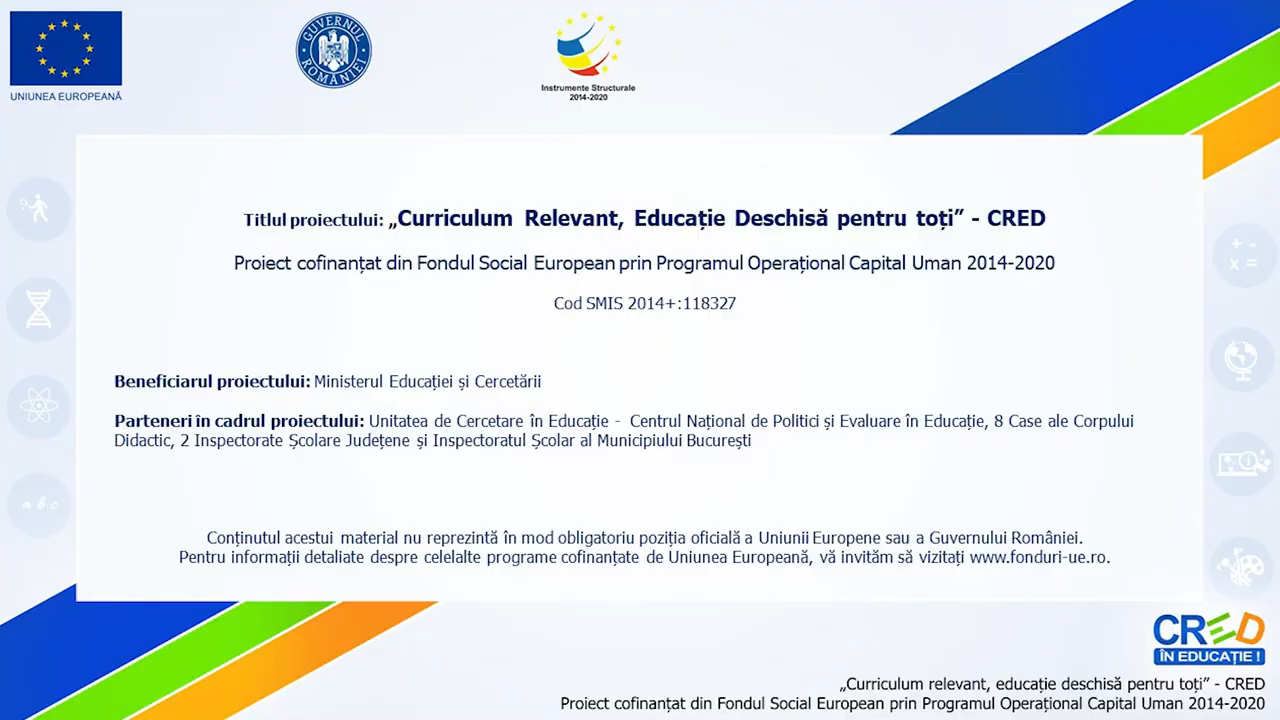 UNIUNEA EUROPEANĂ
GUVERNUL ROMÂNIEI
Instrumente Structurale
2014-2020
Titlul proiectului: „Curriculum Relevant, Educație Deschisă pentru toți” - CRED
Proiect cofinanțat din Fondul Social European prin Programul Operațional Capital Uman 2014-2020
Cod SMIS 2014+:118327
Beneficiarul proiectului: Ministerul Educației și Cercetării
Parteneri în cadrul proiectului: Unitatea de Cercetare în Educație - Centrul Național de Politici și Evaluare în Educație, 8 Case ale Corpului
Didactic, 2 Inspectorate Școlare Județene și Inspectoratul Școlar al Municipiului București
a b c
+ -
x =
Conținutul acestui material nu reprezintă în mod obligatoriu poziția oficială a Uniunii Europene sau a Guvernului României.
Pentru informații detaliate despre celelalte programe cofinanțate de Uniunea Europeană, vă invităm să vizitați www.fonduri-ue.ro.
CRED
ÎN EDUCAȚIE !
„Curriculum relevant, educație deschisă pentru toți” - CRED
Proiect cofinanțat din Fondul Social European prin Programul Operațional Capital Uman 2014-2020